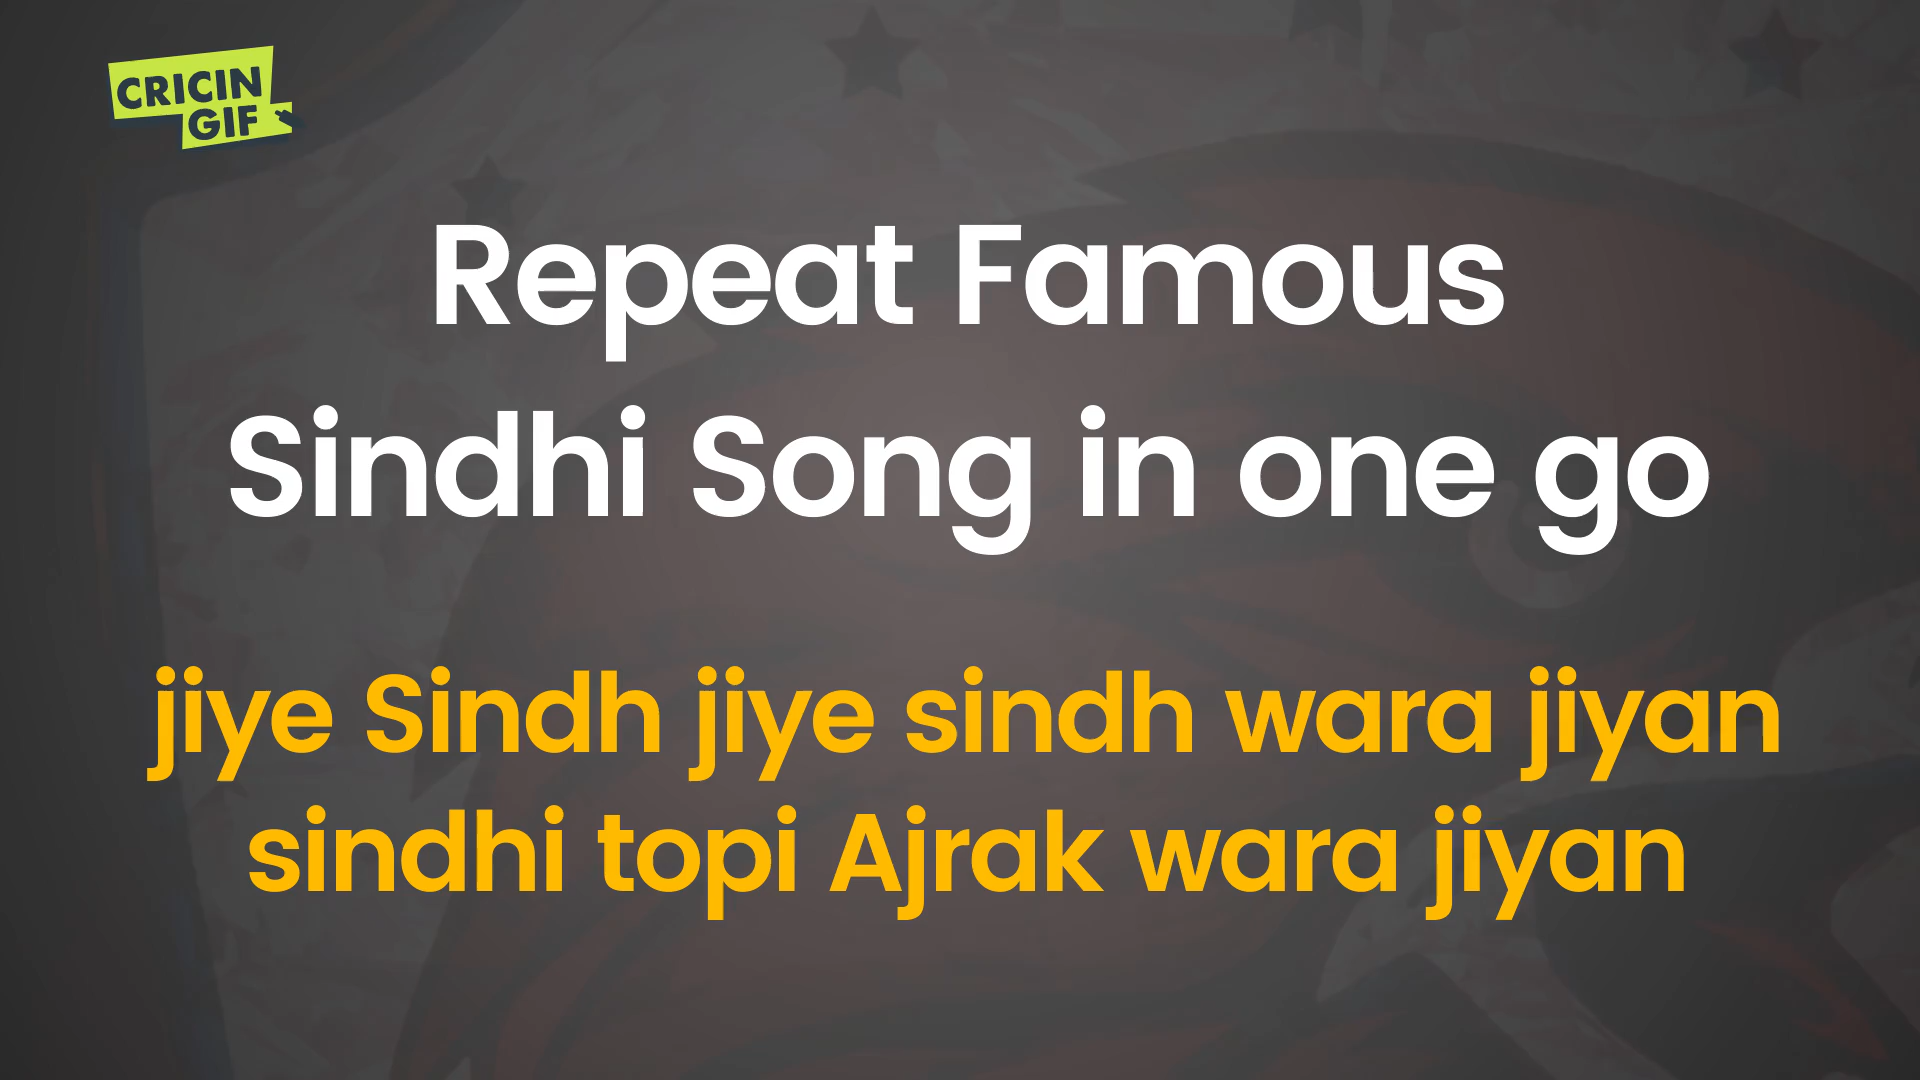 CRICIN
GIF
Repeat Famous
Sindhi Song in one go
jiye Sindh jiye sindh wara jiyan
sindhi topi Ajrak wara jiyan